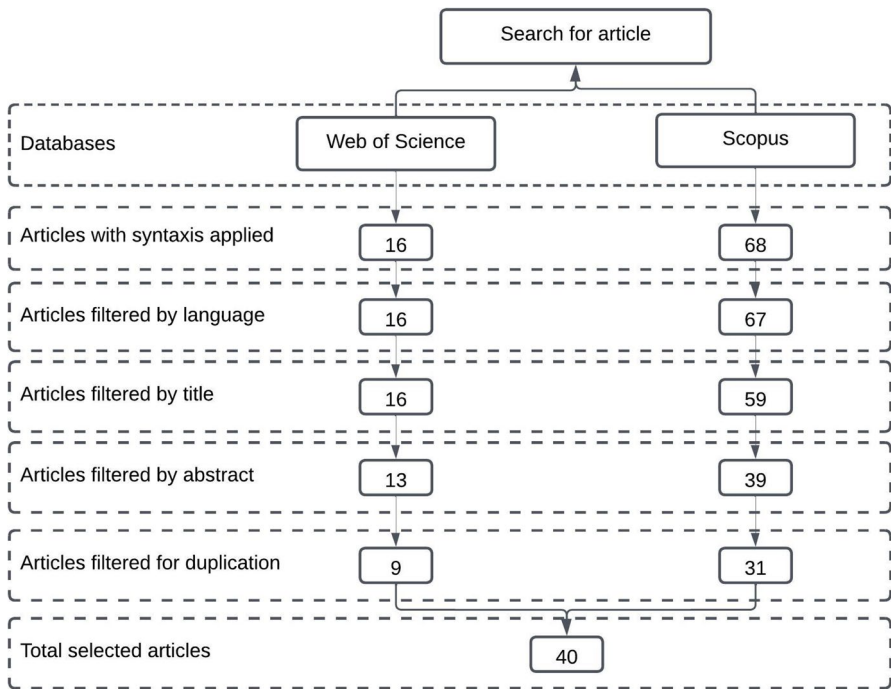 Search for article
Databases
Web of Science
Scopus
Articles with syntaxis applied
16
68
Articles filtered by language
16
67
Articles filtered by title
16
59
Articles filtered by abstract
13
39
Articles filtered for duplication
9
31
Total selected articles
40